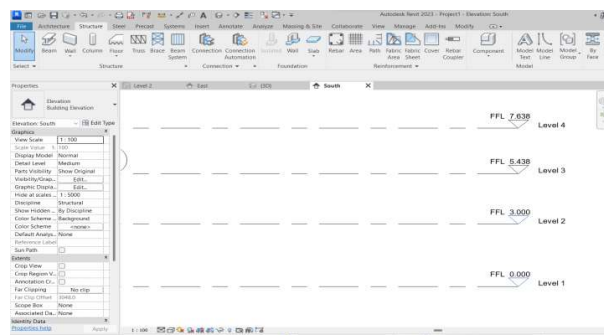 Autodesk Revit 2023 - Project1 - Elevation: South
File Architecture Structure Steel Precast Systems Insert Annotate Analyze Massing & Site Collaborate View Manage Add-Ins Modify
Modify Beam Wall Column Floor Truss Brace Beam System Connection Connection Automation Isolated Wall Slab Rebar Area Path Fabric Area Fabric Sheet Cover Rebar Coupler Component Model Text Model Line Model Group By Face
Select Structure Connection Foundation Reinforcement Model
Properties
Level 2 East {3D} South
Elevation
Building Elevation
Elevation: South Edit Type
Graphics
View Scale 1 : 100
Scale Value 1: 100
Display Model Normal
Detail Level Medium
Parts Visibility Show Original
Visibility/Grap... Edit...
Graphic Displa... Edit...
Hide at scales ... 1 : 5000
Discipline Structural
Show Hidden ... By Discipline
Color Scheme ... Background
Color Scheme <none>
Default Analys... None
Reference Label
Sun Path
Extents
Crop View
Crop Region V...
Annotation Cr...
Far Clipping No clip
Far Clip Offset 3048.0
Scope Box None
Associated Da... None
Identity Data
Properties help Apply
1 : 100
FFL 7.638
Level 4
FFL 5.438
Level 3
FFL 3.000
Level 2
FFL 0.000
Level 1